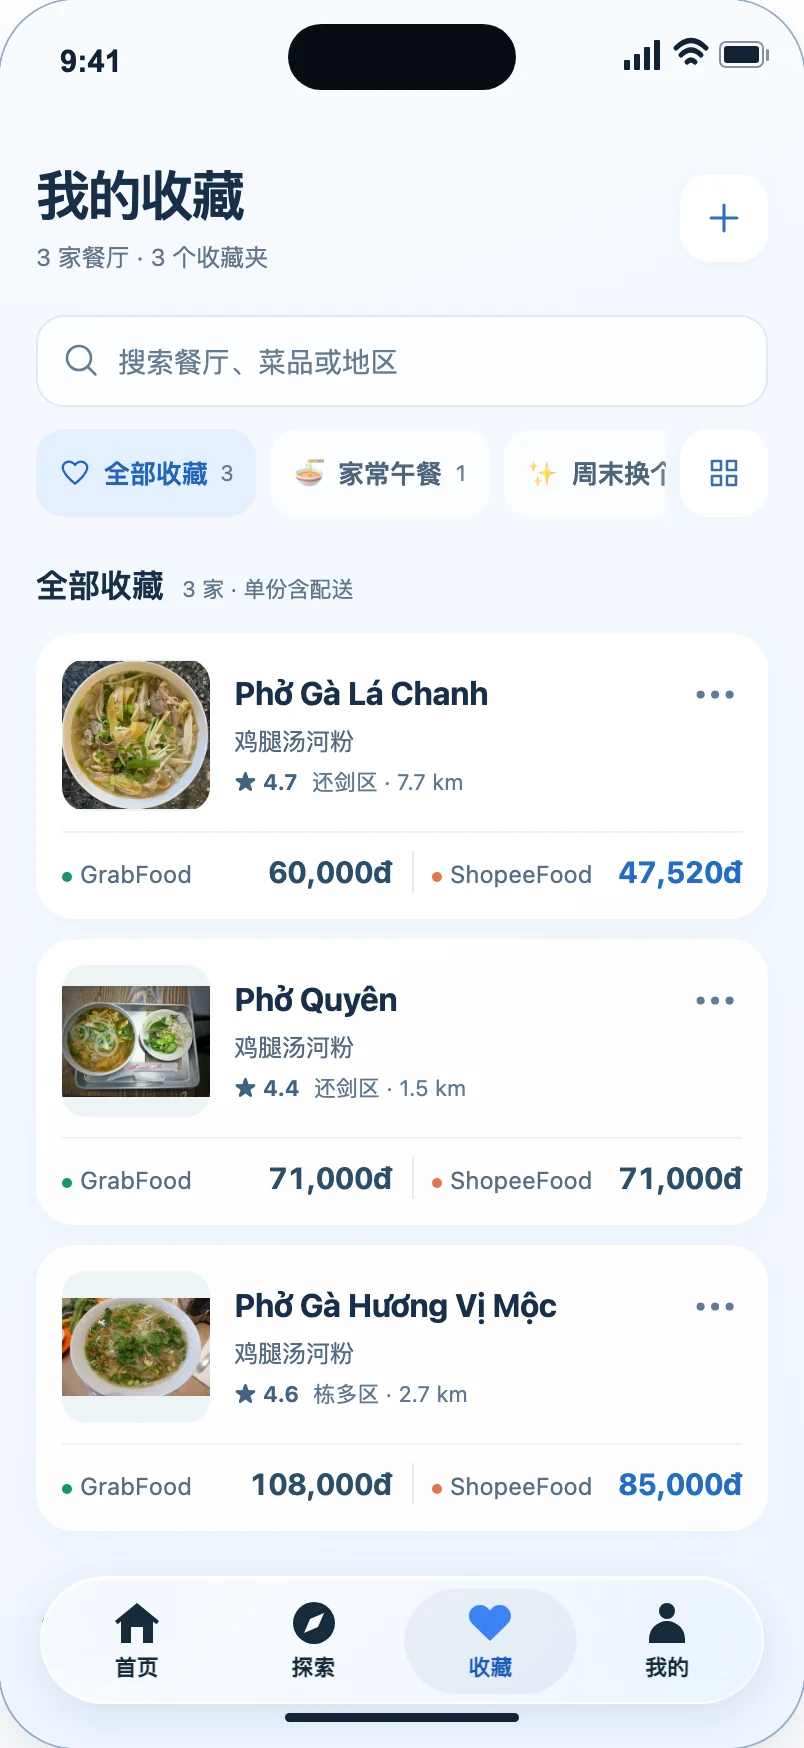 9:41
我的收藏
3 家餐厅 · 3 个收藏夹
搜索餐厅、菜品或地区
全部收藏 3
家常午餐 1
周末换个
全部收藏 3 家 · 单份含配送
Phở Gà Lá Chanh
鸡腿汤河粉
★ 4.7 还剑区 · 7.7 km
GrabFood 60,000đ
ShopeeFood 47,520đ
Phở Quyên
鸡腿汤河粉
★ 4.4 还剑区 · 1.5 km
GrabFood 71,000đ
ShopeeFood 71,000đ
Phở Gà Hương Vị Mộc
鸡腿汤河粉
★ 4.6 栋多区 · 2.7 km
GrabFood 108,000đ
ShopeeFood 85,000đ
首页
探索
收藏
我的